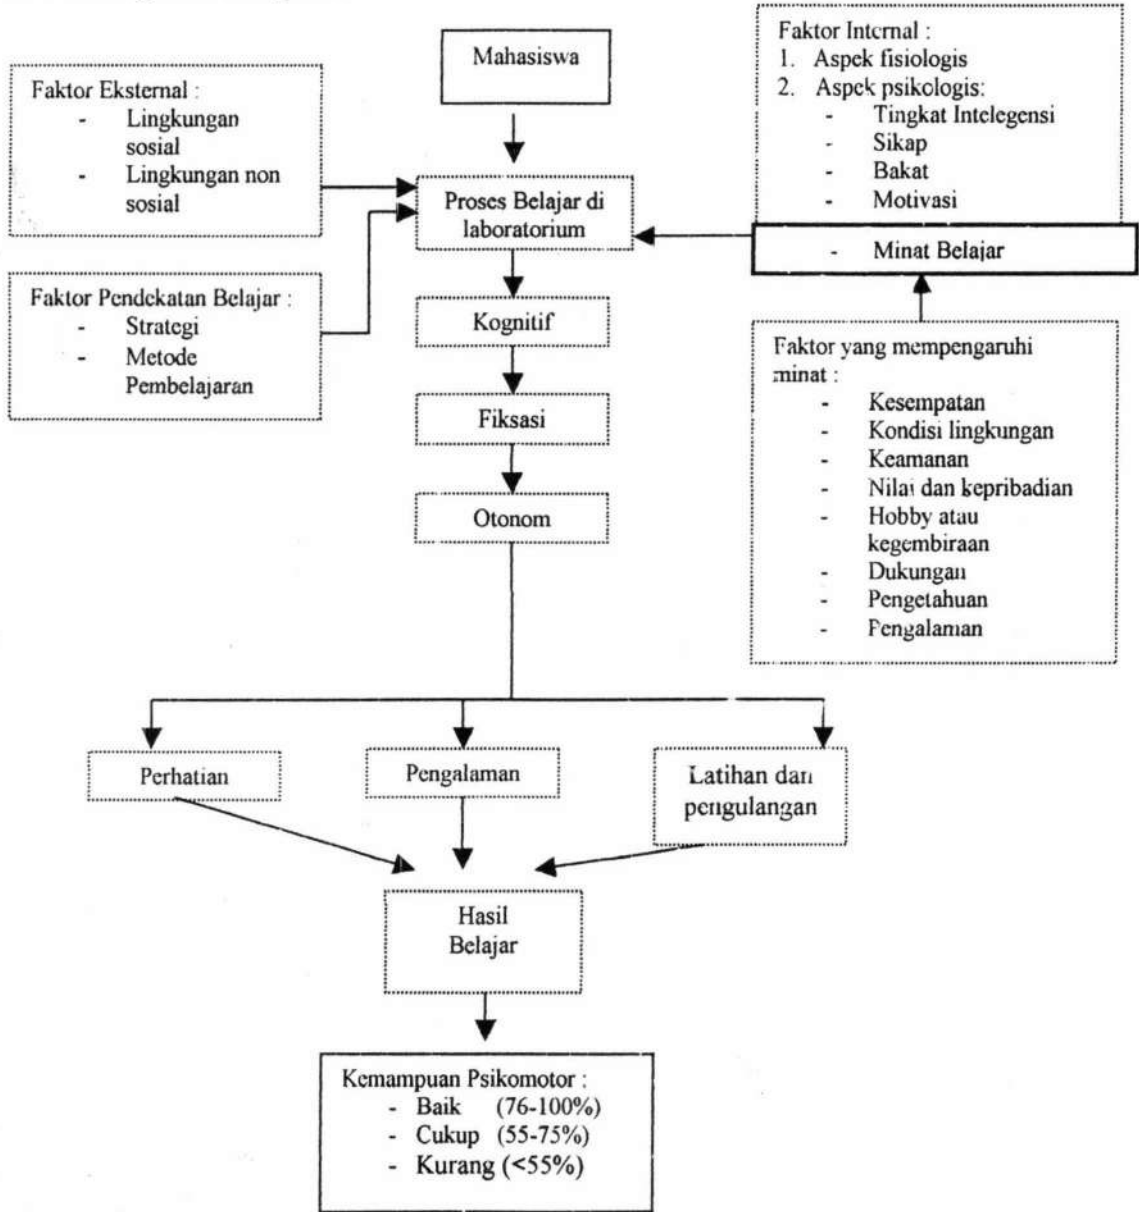 Mahasiswa
Faktor Eksternal :
- Lingkungan
sosial
- Lingkungan non
sosial
Faktor Internal :
1. Aspek fisiologis
2. Aspek psikologis:
- Tingkat Intelegensi
- Sikap
- Bakat
- Motivasi
- Minat Belajar
Proses Belajar di
laboratorium
Faktor Pendekatan Belajar :
- Strategi
- Metode
Pembelajaran
Kognitif
Fiksasi
Otonom
Faktor yang mempengaruhi
minat :
- Kesempatan
- Kondisi lingkungan
- Keamanan
- Nilai dan kepribadian
- Hobby atau
kegembiraan
- Dukungan
- Pengetahuan
- Pengalaman
Perhatian
Pengalaman
Latihan dan
pengulangan
Hasil
Belajar
Kemampuan Psikomotor :
- Baik (76-100%)
- Cukup (55-75%)
- Kurang (<55%)